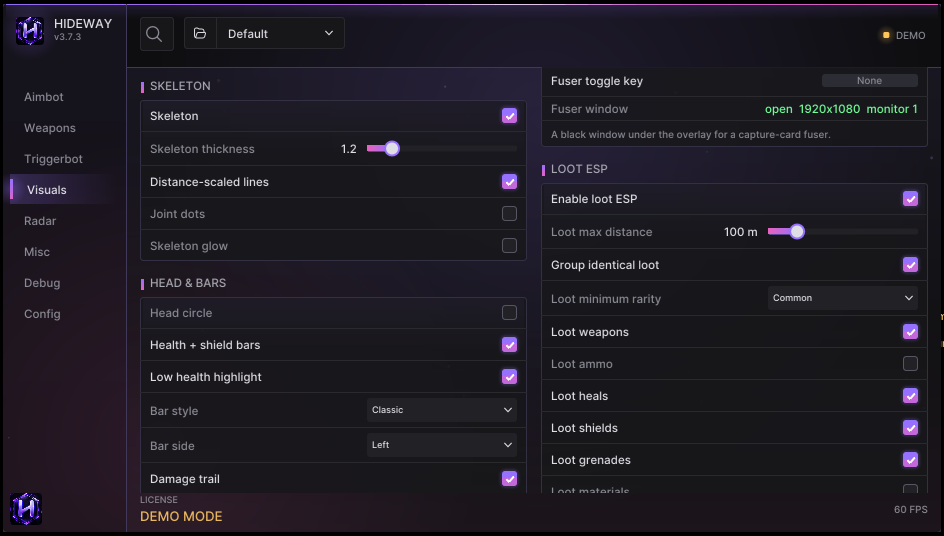 HIDEWAY
v3.7.3
Default
DEMO
Aimbot
Weapons
Triggerbot
Visuals
Radar
Misc
Debug
Config
SKELETON
Skeleton
Skeleton thickness 1.2
Distance-scaled lines
Joint dots
Skeleton glow
HEAD & BARS
Head circle
Health + shield bars
Low health highlight
Bar style Classic
Bar side Left
Damage trail
Fuser toggle key None
Fuser window open 1920x1080 monitor 1
A black window under the overlay for a capture-card fuser.
LOOT ESP
Enable loot ESP
Loot max distance 100 m
Group identical loot
Loot minimum rarity Common
Loot weapons
Loot ammo
Loot heals
Loot shields
Loot grenades
Loot materials
LICENSE
DEMO MODE
60 FPS